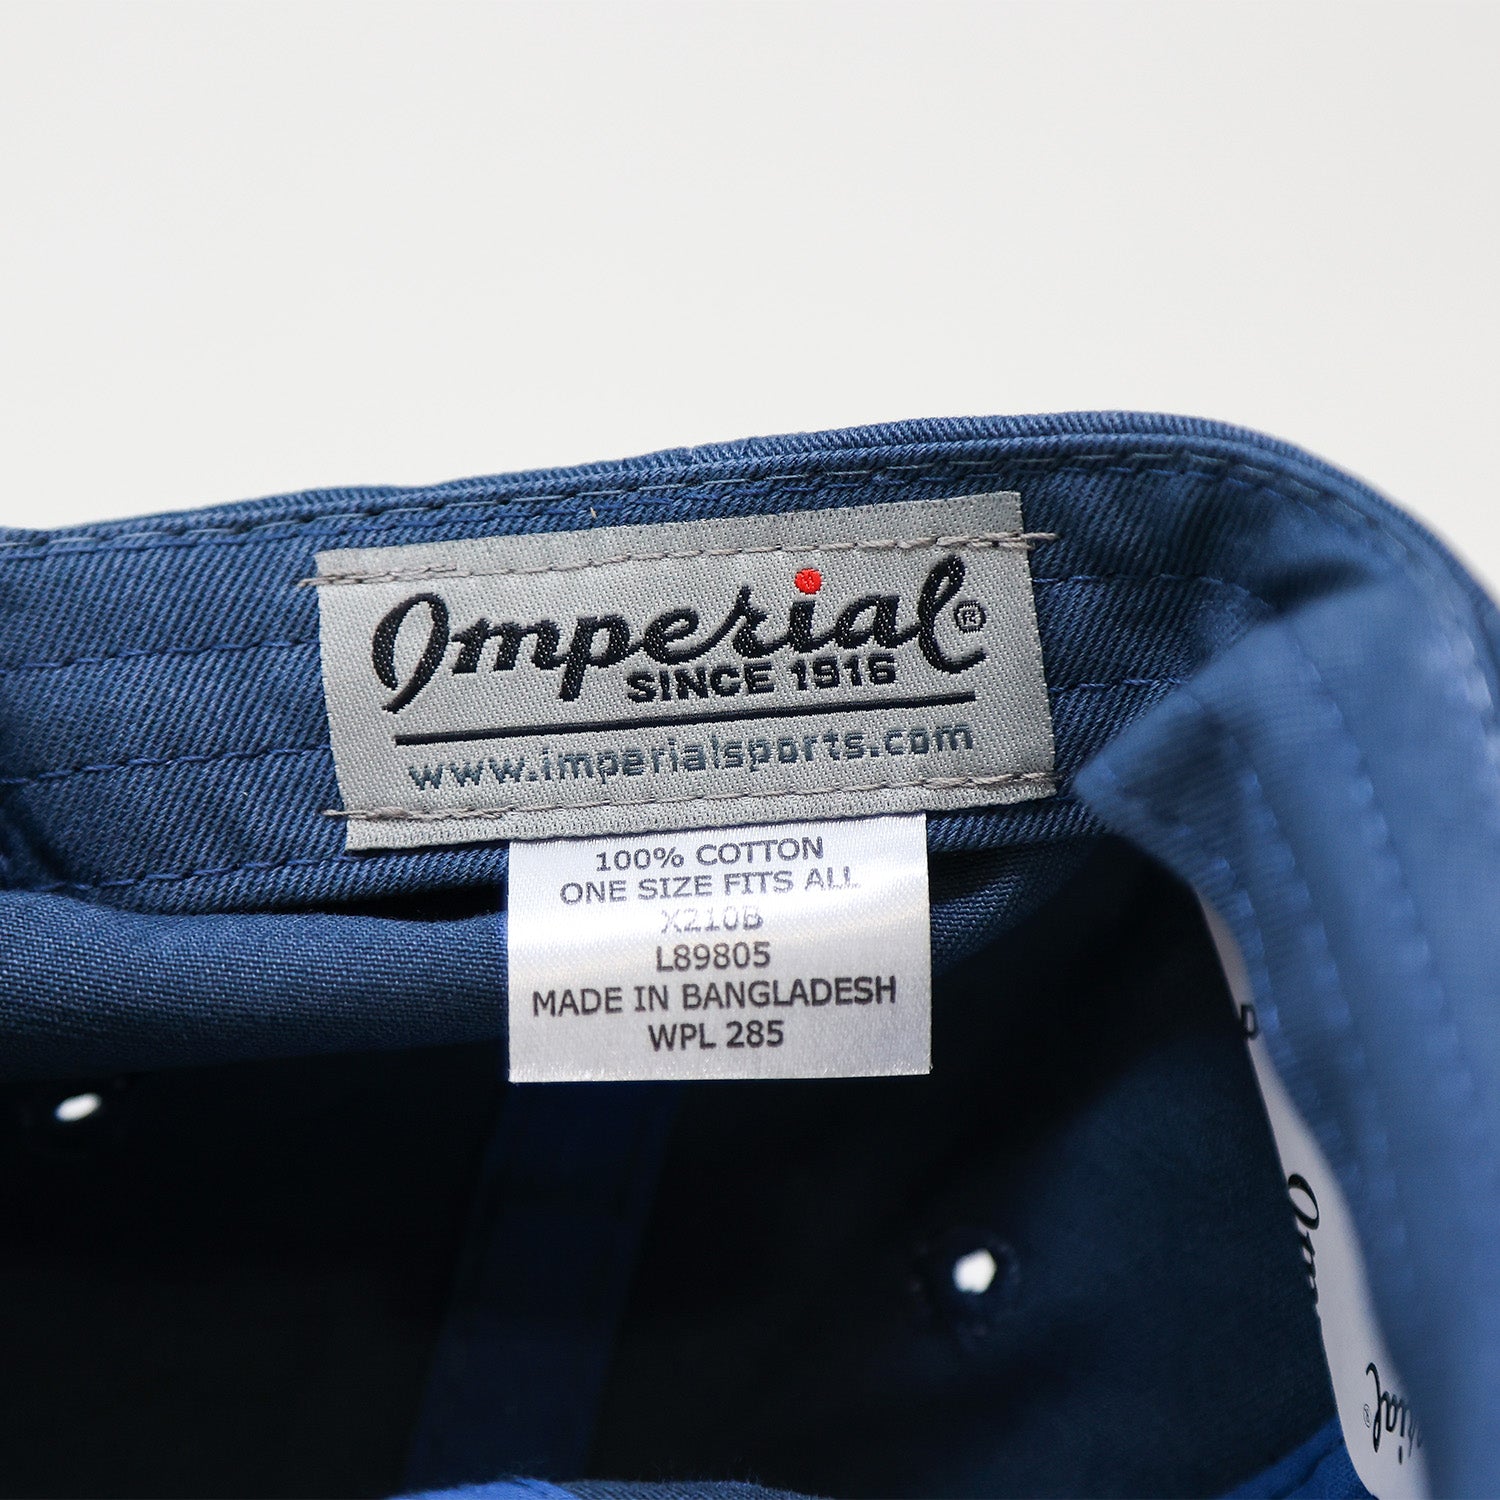 Imperial®
SINCE 1916
www.imperialsports.com
100% COTTON
ONE SIZE FITS ALL
X210B
L89805
MADE IN BANGLADESH
WPL 285